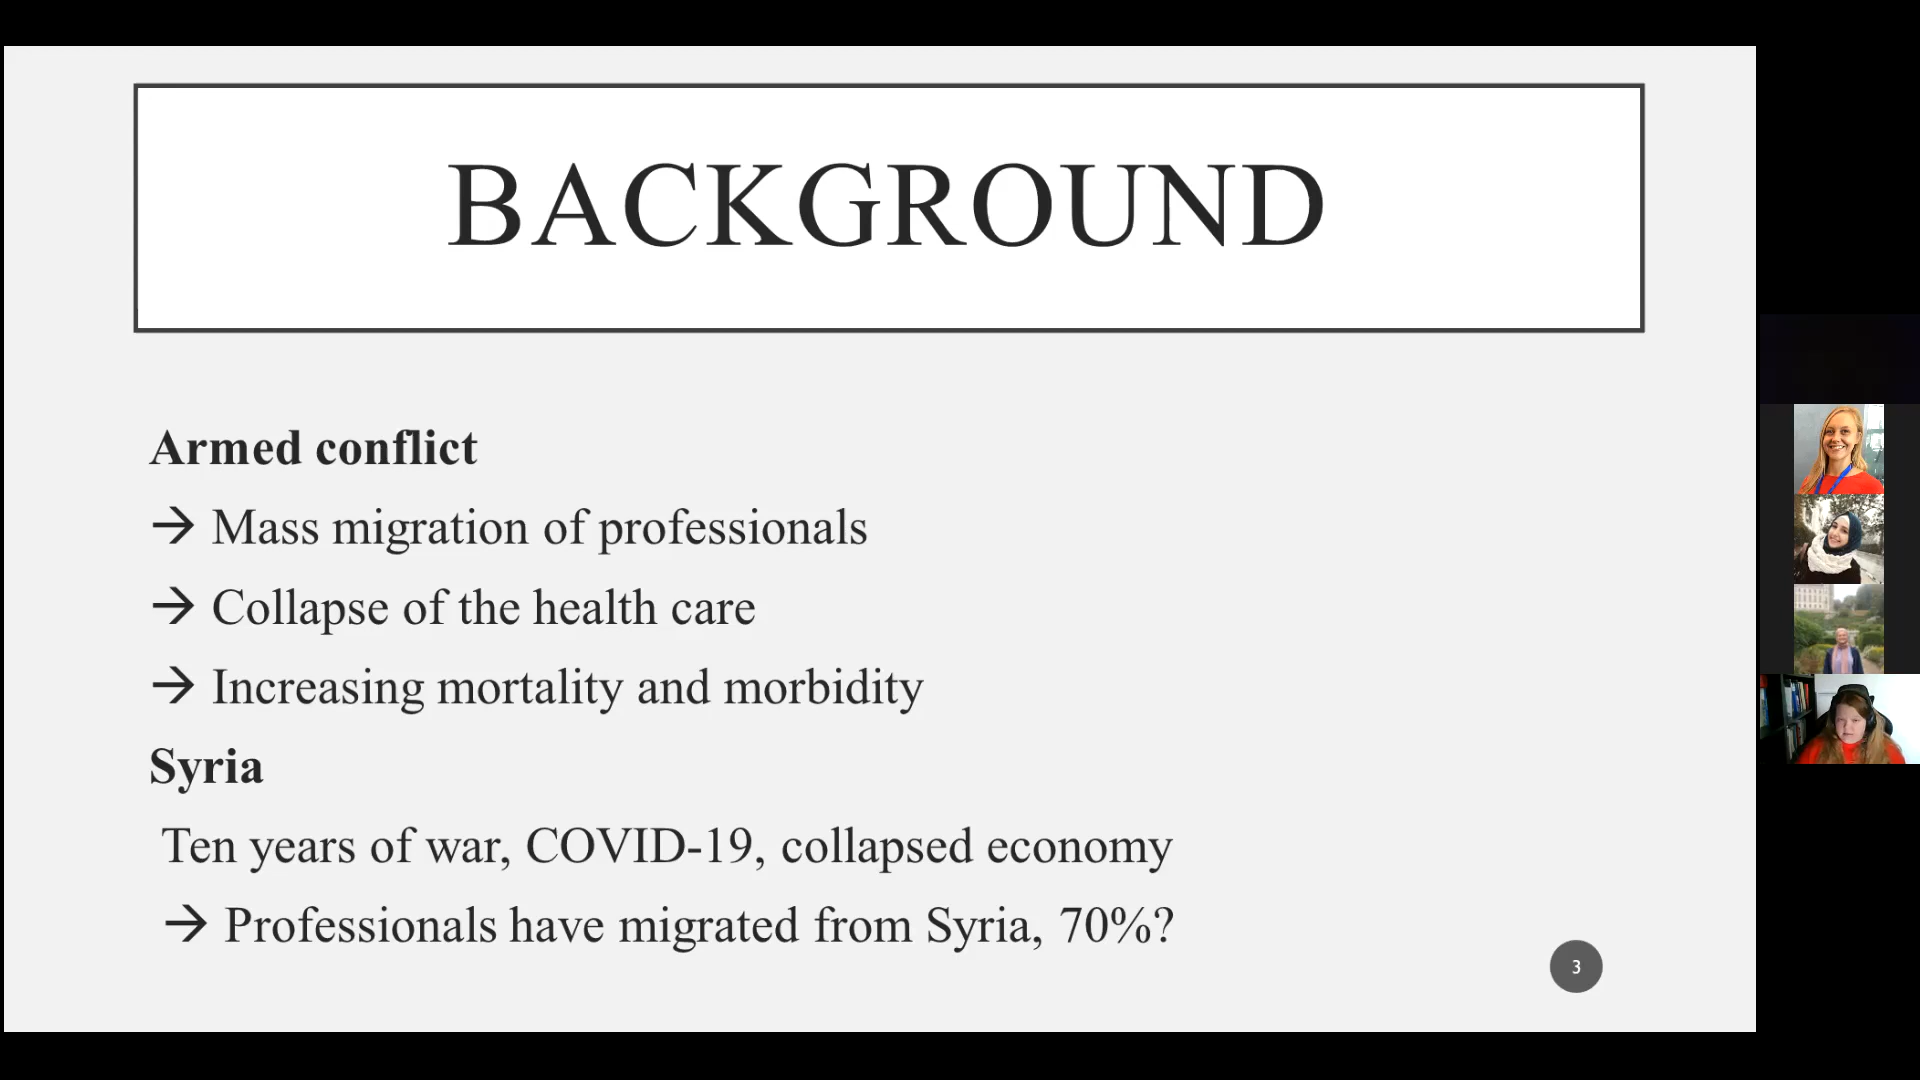 BACKGROUND
Armed conflict
→ Mass migration of professionals
→ Collapse of the health care
→ Increasing mortality and morbidity
Syria
Ten years of war, COVID-19, collapsed economy
→ Professionals have migrated from Syria, 70%?
3